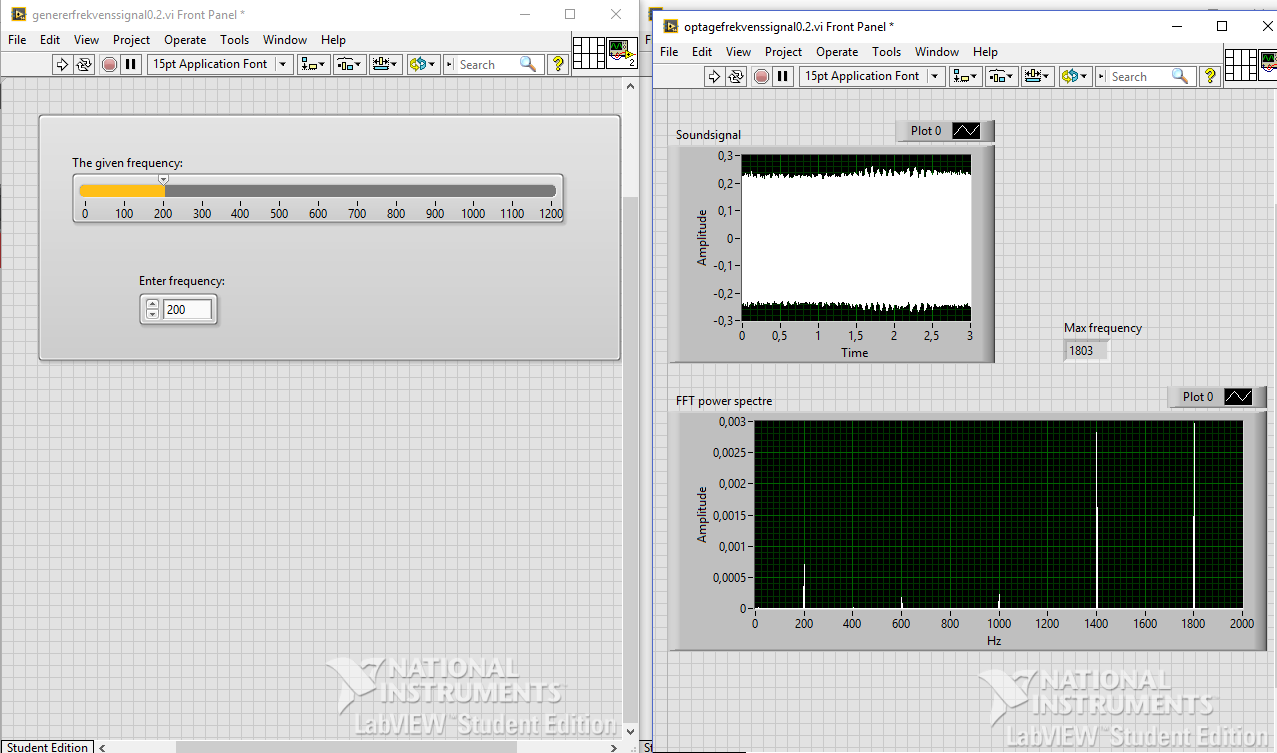 genererfrekvenssignal0.2.vi Front Panel *
File Edit View Project Operate Tools Window Help
15pt Application Font
Search
?
2
The given frequency:
0 100 200 300 400 500 600 700 800 900 1000 1100 1200
Enter frequency:
200
NATIONAL
INSTRUMENTS™
LabVIEW™ Student Edition
Student Edition
optagefrekvenssignal0.2.vi Front Panel *
File Edit View Project Operate Tools Window Help
15pt Application Font
Search
?
Soundsignal
Plot 0
0,3
0,2
0,1
0
-0,1
-0,2
-0,3
Amplitude
0 0,5 1 1,5 2 2,5 3
Time
Max frequency
1803
FFT power spectre
Plot 0
0,003
0,0025
0,002
0,0015
0,001
0,0005
0
Amplitude
0 200 400 600 800 1000 1200 1400 1600 1800 2000
Hz
NATIONAL
INSTRUMENTS™
LabVIEW™ Student Edition